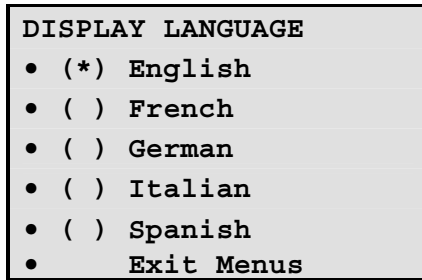 DISPLAY LANGUAGE
• (*) English
• ( ) French
• ( ) German
• ( ) Italian
• ( ) Spanish
• Exit Menus